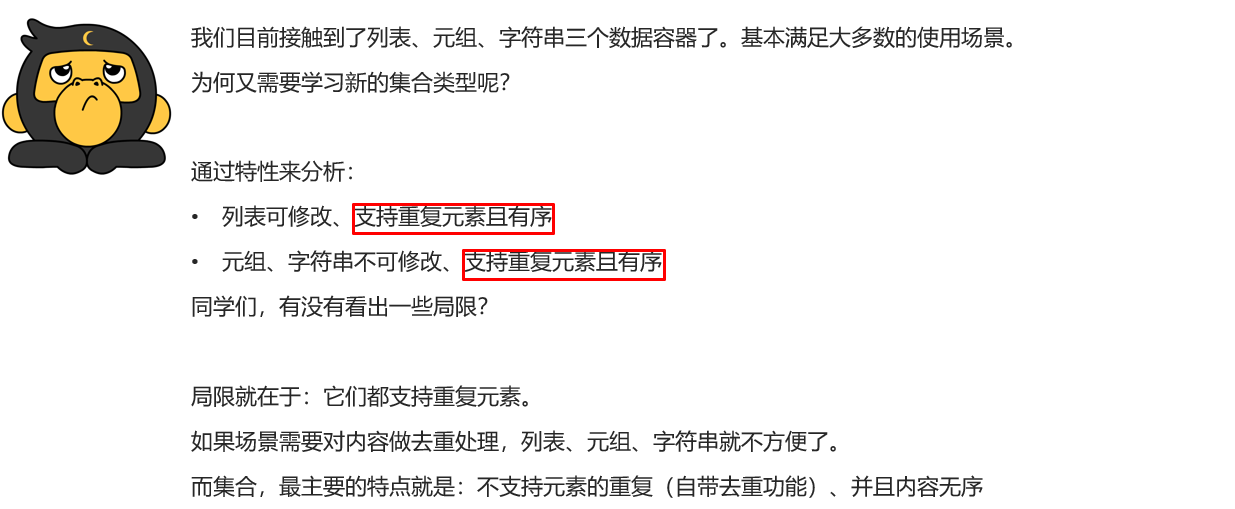 我们目前接触到了列表、元组、字符串三个数据容器了。基本满足大多数的使用场景。
为何又需要学习新的集合类型呢？
通过特性来分析：
• 列表可修改、支持重复元素且有序
• 元组、字符串不可修改、支持重复元素且有序
同学们，有没有看出一些局限？
局限就在于：它们都支持重复元素。
如果场景需要对内容做去重处理，列表、元组、字符串就不方便了。
而集合，最主要的特点就是：不支持元素的重复（自带去重功能）、并且内容无序